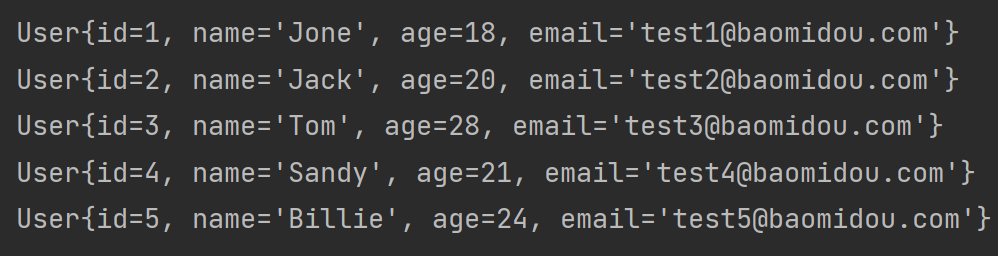 User{id=1, name='Jone', age=18, email='test1@baomidou.com'}
User{id=2, name='Jack', age=20, email='test2@baomidou.com'}
User{id=3, name='Tom', age=28, email='test3@baomidou.com'}
User{id=4, name='Sandy', age=21, email='test4@baomidou.com'}
User{id=5, name='Billie', age=24, email='test5@baomidou.com'}